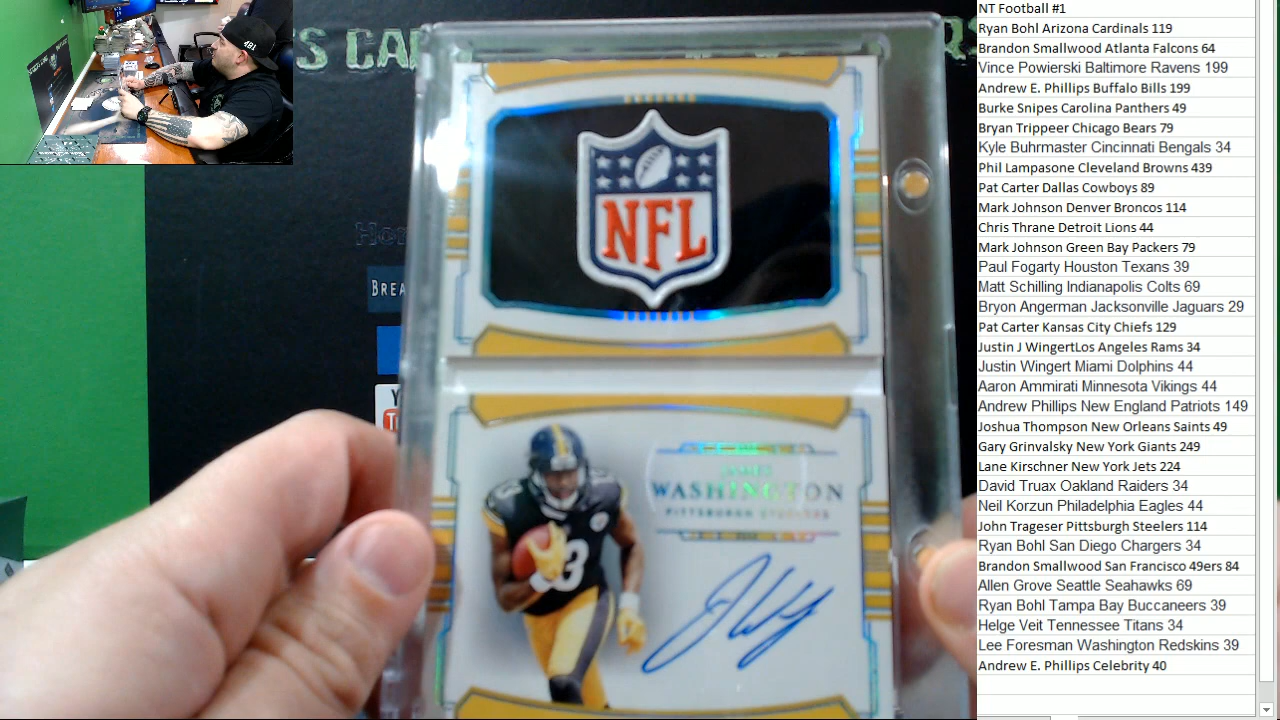 481
S CA
RS
Hon
BREA
Y
NFL
JAMES
WASHINGTON
PITTSBURGH STEELERS
13
NT Football #1
Ryan Bohl Arizona Cardinals 119
Brandon Smallwood Atlanta Falcons 64
Vince Powierski Baltimore Ravens 199
Andrew E. Phillips Buffalo Bills 199
Burke Snipes Carolina Panthers 49
Bryan Trippeer Chicago Bears 79
Kyle Buhrmaster Cincinnati Bengals 34
Phil Lampasone Cleveland Browns 439
Pat Carter Dallas Cowboys 89
Mark Johnson Denver Broncos 114
Chris Thrane Detroit Lions 44
Mark Johnson Green Bay Packers 79
Paul Fogarty Houston Texans 39
Matt Schilling Indianapolis Colts 69
Bryon Angerman Jacksonville Jaguars 29
Pat Carter Kansas City Chiefs 129
Justin J WingertLos Angeles Rams 34
Justin Wingert Miami Dolphins 44
Aaron Ammirati Minnesota Vikings 44
Andrew Phillips New England Patriots 149
Joshua Thompson New Orleans Saints 49
Gary Grinvalsky New York Giants 249
Lane Kirschner New York Jets 224
David Truax Oakland Raiders 34
Neil Korzun Philadelphia Eagles 44
John Trageser Pittsburgh Steelers 114
Ryan Bohl San Diego Chargers 34
Brandon Smallwood San Francisco 49ers 84
Allen Grove Seattle Seahawks 69
Ryan Bohl Tampa Bay Buccaneers 39
Helge Veit Tennessee Titans 34
Lee Foresman Washington Redskins 39
Andrew E. Phillips Celebrity 40